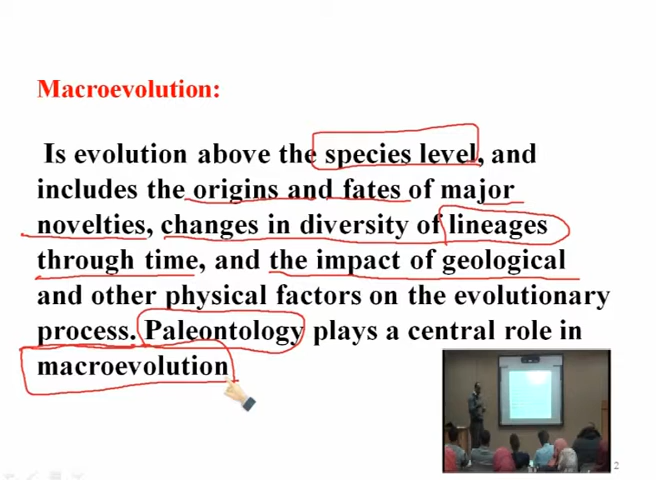 Macroevolution:
Is evolution above the species level, and
includes the origins and fates of major
novelties, changes in diversity of lineages
through time, and the impact of geological
and other physical factors on the evolutionary
process. Paleontology plays a central role in
macroevolution
2